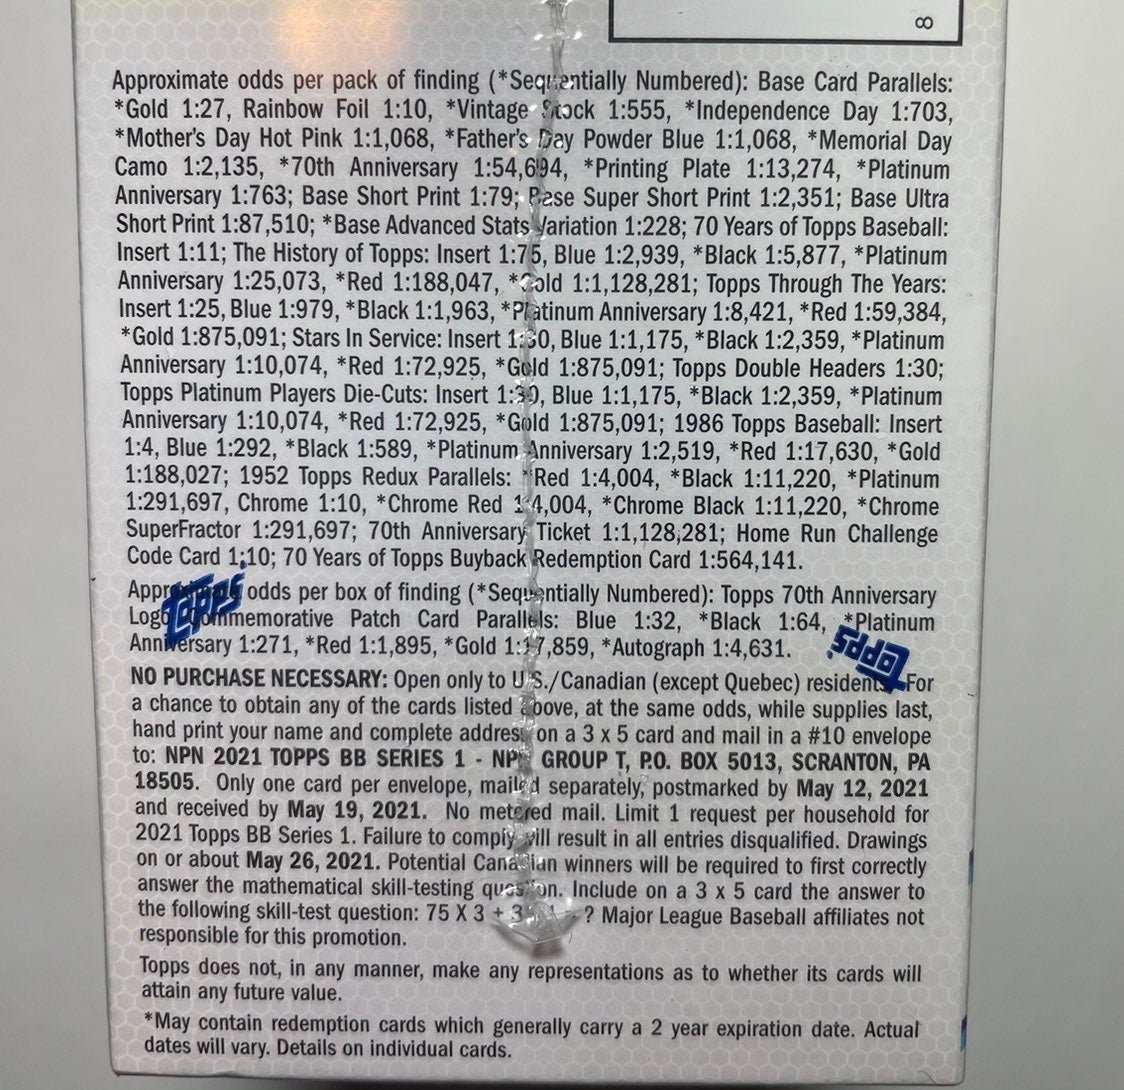 8
Approximate odds per pack of finding (*Sequentially Numbered): Base Card Parallels:
*Gold 1:27, Rainbow Foil 1:10, *Vintage Stock 1:555, *Independence Day 1:703,
*Mother's Day Hot Pink 1:1,068, *Father's Day Powder Blue 1:1,068, *Memorial Day
Camo 1:2,135, *70th Anniversary 1:54,694, *Printing Plate 1:13,274, *Platinum
Anniversary 1:763; Base Short Print 1:79; Base Super Short Print 1:2,351; Base Ultra
Short Print 1:87,510; *Base Advanced Stats Variation 1:228; 70 Years of Topps Baseball:
Insert 1:11; The History of Topps: Insert 1:75, Blue 1:2,939, *Black 1:5,877, *Platinum
Anniversary 1:25,073, *Red 1:188,047, *Gold 1:1,128,281; Topps Through The Years:
Insert 1:25, Blue 1:979, *Black 1:1,963, *Platinum Anniversary 1:8,421, *Red 1:59,384,
*Gold 1:875,091; Stars In Service: Insert 1:30, Blue 1:1,175, *Black 1:2,359, *Platinum
Anniversary 1:10,074, *Red 1:72,925, *Gold 1:875,091; Topps Double Headers 1:30;
Topps Platinum Players Die-Cuts: Insert 1:30, Blue 1:1,175, *Black 1:2,359, *Platinum
Anniversary 1:10,074, *Red 1:72,925, *Gold 1:875,091; 1986 Topps Baseball: Insert
1:4, Blue 1:292, *Black 1:589, *Platinum Anniversary 1:2,519, *Red 1:17,630, *Gold
1:188,027; 1952 Topps Redux Parallels: *Red 1:4,004, *Black 1:11,220, *Platinum
1:291,697, Chrome 1:10, *Chrome Red 1:4,004, *Chrome Black 1:11,220, *Chrome
SuperFractor 1:291,697; 70th Anniversary Ticket 1:1,128,281; Home Run Challenge
Code Card 1:10; 70 Years of Topps Buyback Redemption Card 1:564,141.
Approximate odds per box of finding (*Sequentially Numbered): Topps 70th Anniversary
Logo Commemorative Patch Card Parallels: Blue 1:32, *Black 1:64, *Platinum
Anniversary 1:271, *Red 1:1,895, *Gold 1:17,859, *Autograph 1:4,631.
Topps
Topps
NO PURCHASE NECESSARY: Open only to U.S./Canadian (except Quebec) residents. For
a chance to obtain any of the cards listed above, at the same odds, while supplies last,
hand print your name and complete address on a 3 x 5 card and mail in a #10 envelope
to: NPN 2021 TOPPS BB SERIES 1 - NPN GROUP T, P.O. BOX 5013, SCRANTON, PA
18505. Only one card per envelope, mailed separately, postmarked by May 12, 2021
and received by May 19, 2021. No metered mail. Limit 1 request per household for
2021 Topps BB Series 1. Failure to comply will result in all entries disqualified. Drawings
on or about May 26, 2021. Potential Canadian winners will be required to first correctly
answer the mathematical skill-testing question. Include on a 3 x 5 card the answer to
the following skill-test question: 75 X 3 + ? Major League Baseball affiliates not
responsible for this promotion.
Topps does not, in any manner, make any representations as to whether its cards will
attain any future value.
*May contain redemption cards which generally carry a 2 year expiration date. Actual
dates will vary. Details on individual cards.